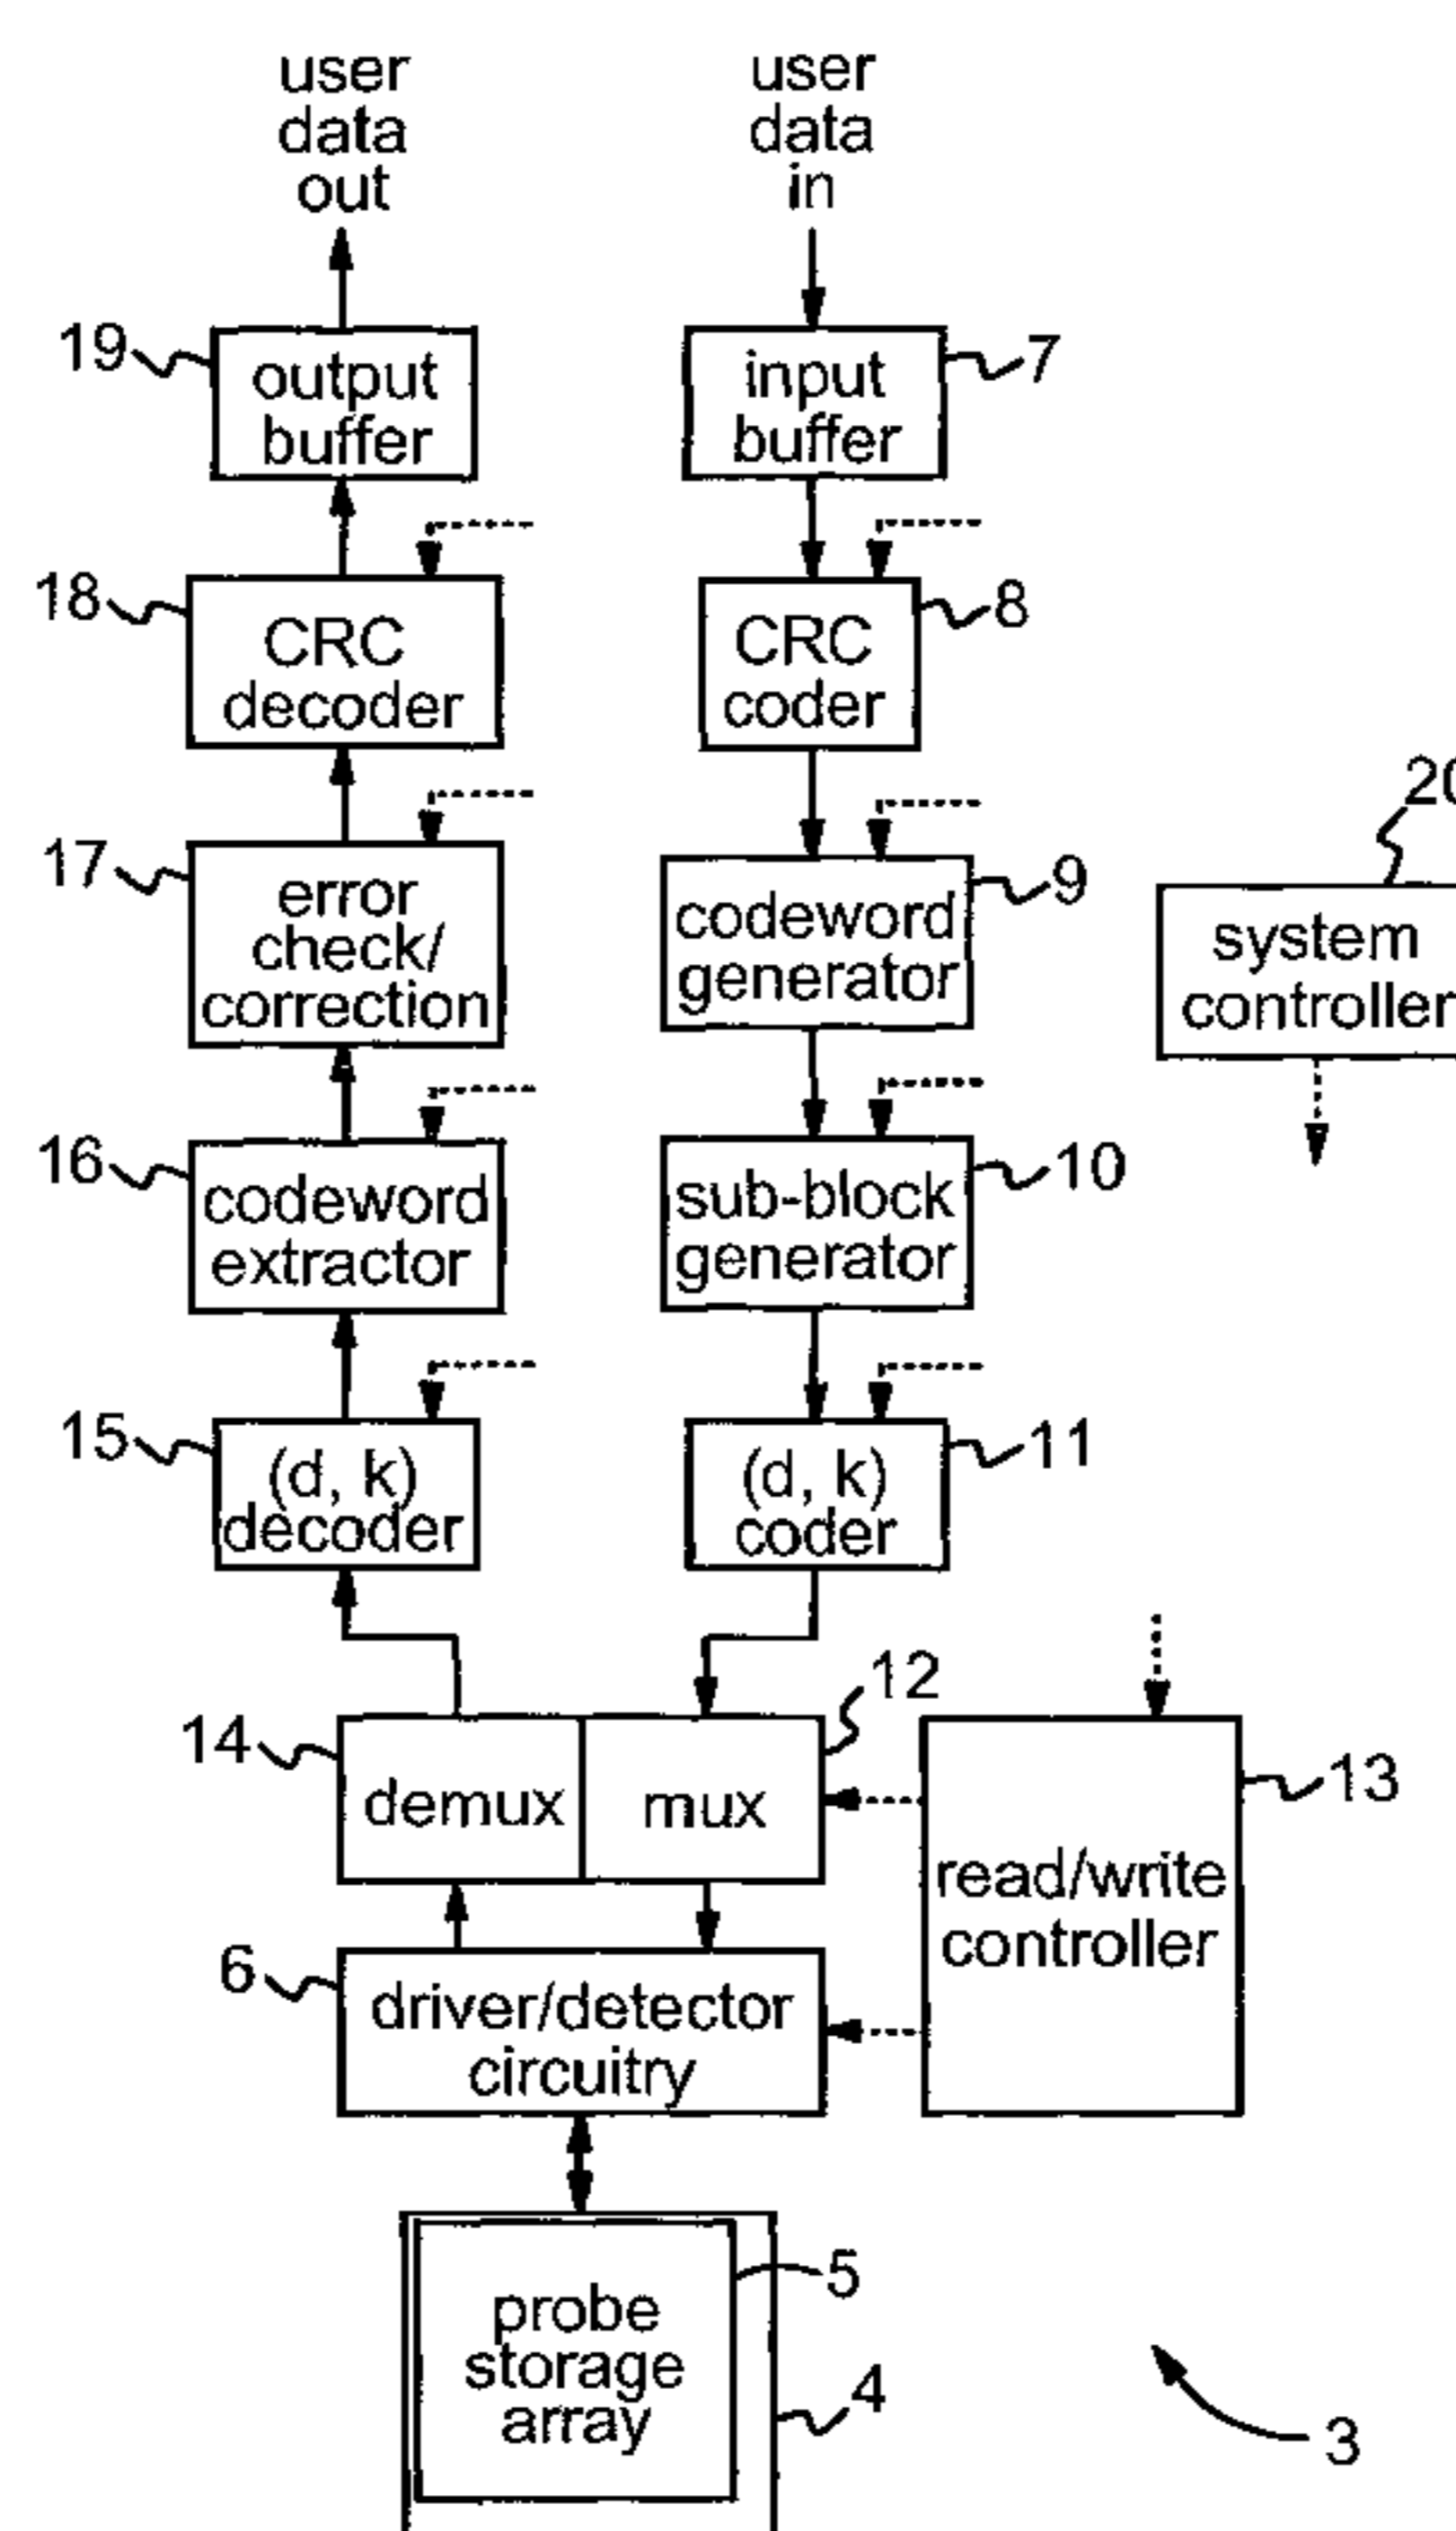 user
data
out
user
data
in
19
output
buffer
input
buffer
7
18
CRC
decoder
CRC
coder
8
17
error
check/
correction
codeword
generator
9
20
system
controller
16
codeword
extractor
sub-block
generator
10
15
(d, k)
decoder
(d, k)
coder
11
14
demux
mux
12
read/write
controller
13
6
driver/detector
circuitry
probe
storage
array
5
4
3